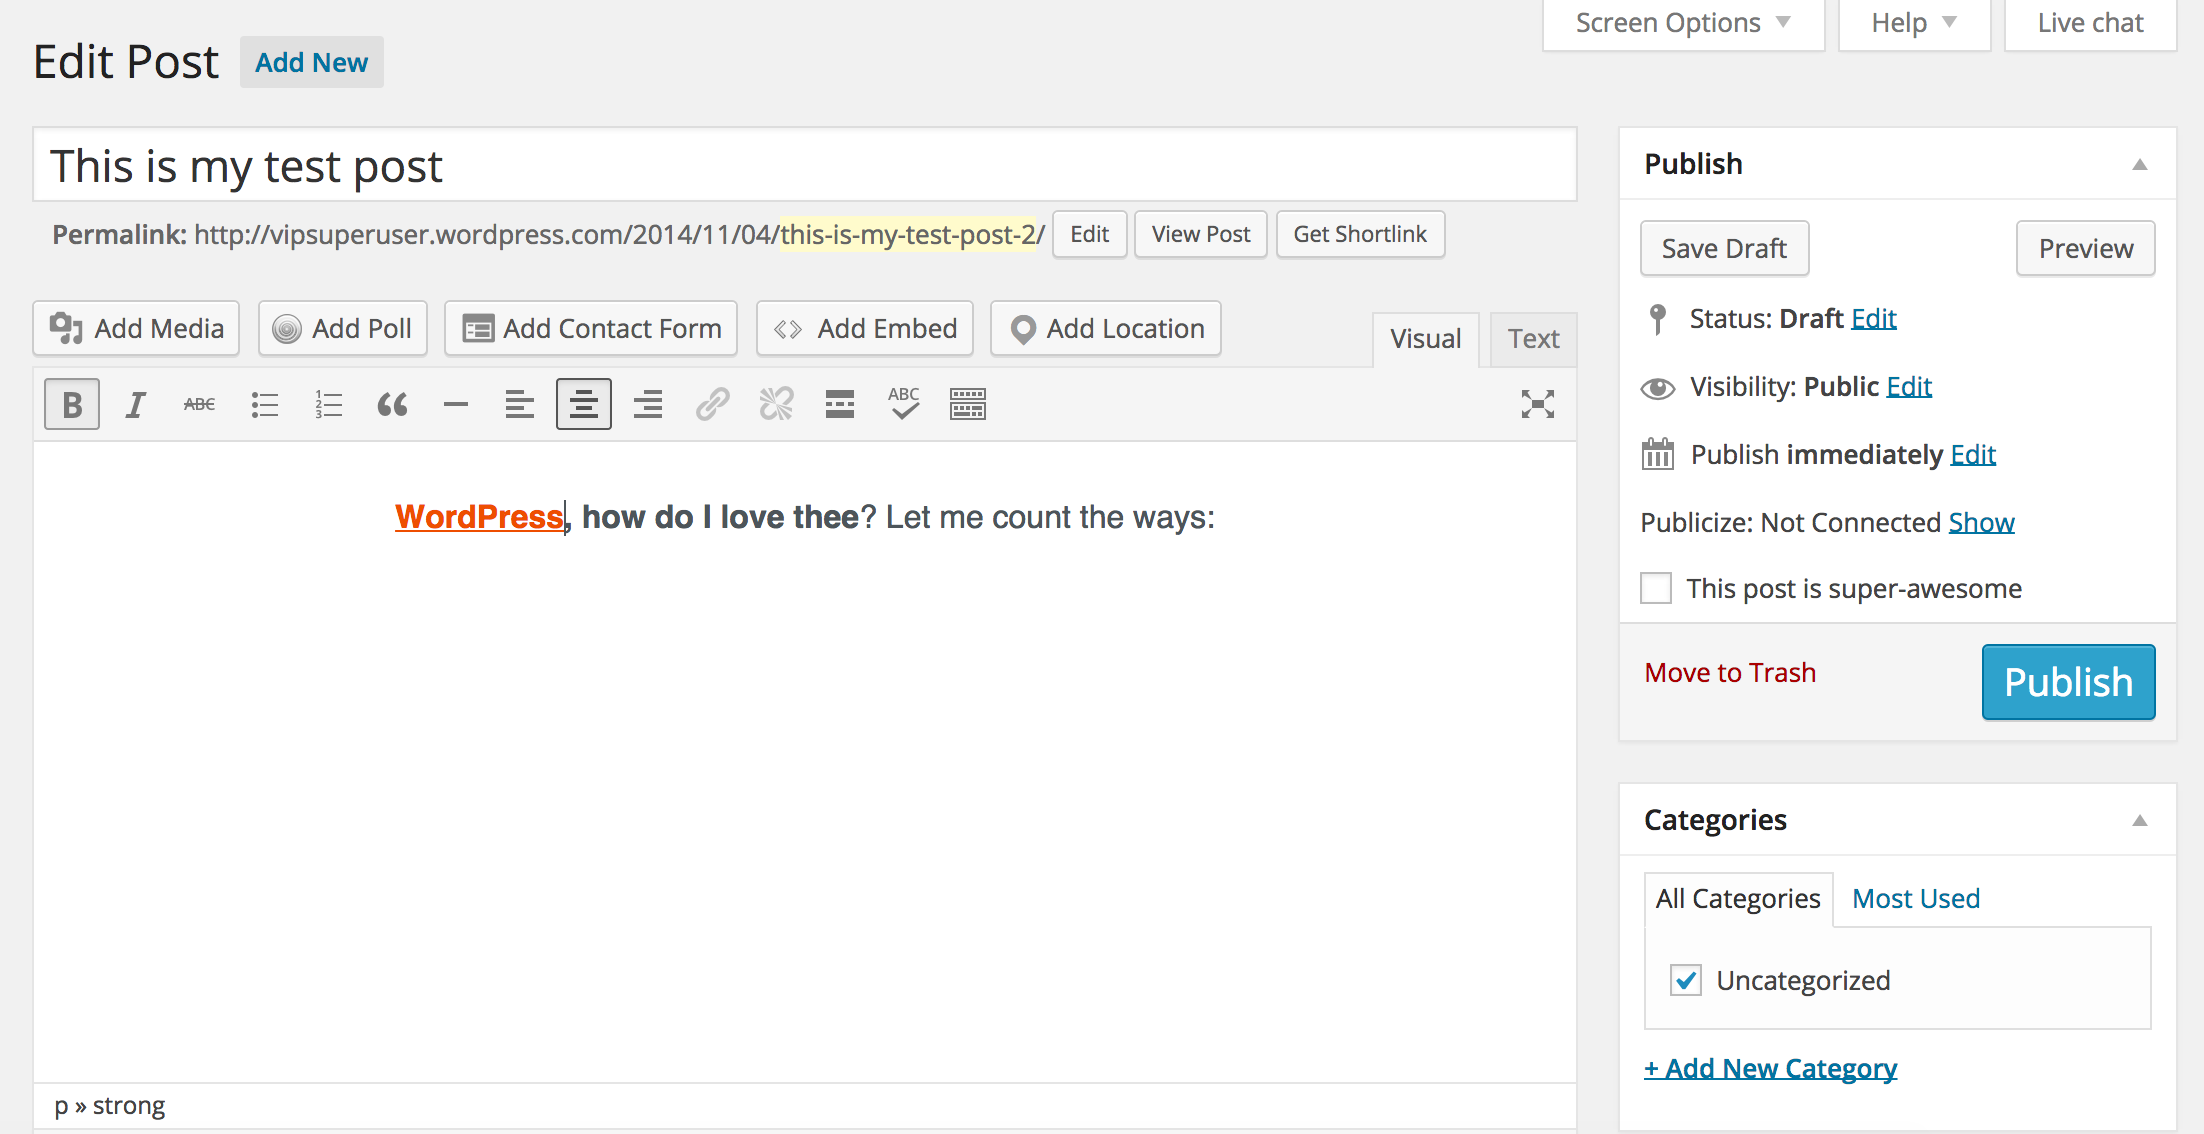 Screen Options Help Live chat
Edit Post Add New
This is my test post
Permalink: http://vipsuperuser.wordpress.com/2014/11/04/this-is-my-test-post-2/ Edit View Post Get Shortlink
Add Media Add Poll Add Contact Form Add Embed Add Location Visual Text
B I ABC 1 2 3 “ ABC
WordPress, how do I love thee? Let me count the ways:
p » strong
Publish
Save Draft Preview
Status: Draft Edit
Visibility: Public Edit
Publish immediately Edit
Publicize: Not Connected Show
This post is super-awesome
Move to Trash Publish
Categories
All Categories Most Used
Uncategorized
+ Add New Category